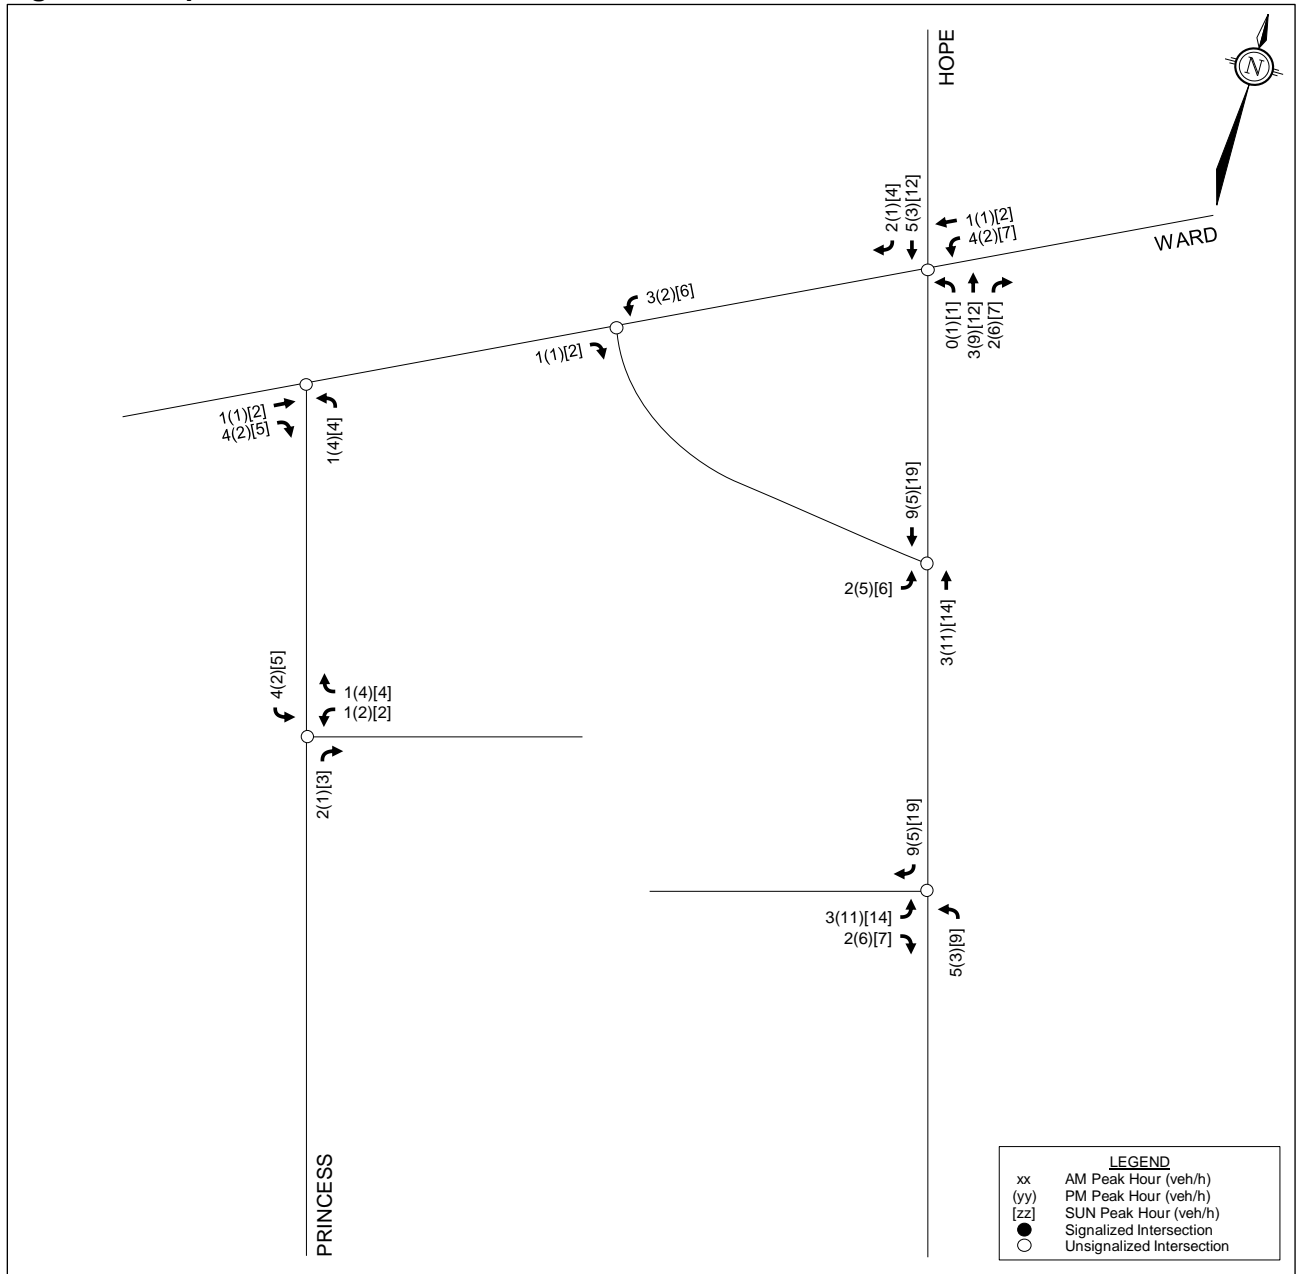 HOPE
N
2(1)[4]
5(3)[12]
1(1)[2]
4(2)[7]
WARD
3(2)[6]
0(1)[1]
3(9)[12]
2(6)[7]
1(1)[2]
1(1)[2]
4(2)[5]
1(4)[4]
9(5)[19]
2(5)[6]
3(11)[14]
4(2)[5]
1(4)[4]
1(2)[2]
2(1)[3]
9(5)[19]
3(11)[14]
2(6)[7]
5(3)[9]
PRINCESS
LEGEND
xx AM Peak Hour (veh/h)
(yy) PM Peak Hour (veh/h)
[zz] SUN Peak Hour (veh/h)
Signalized Intersection
Unsignalized Intersection